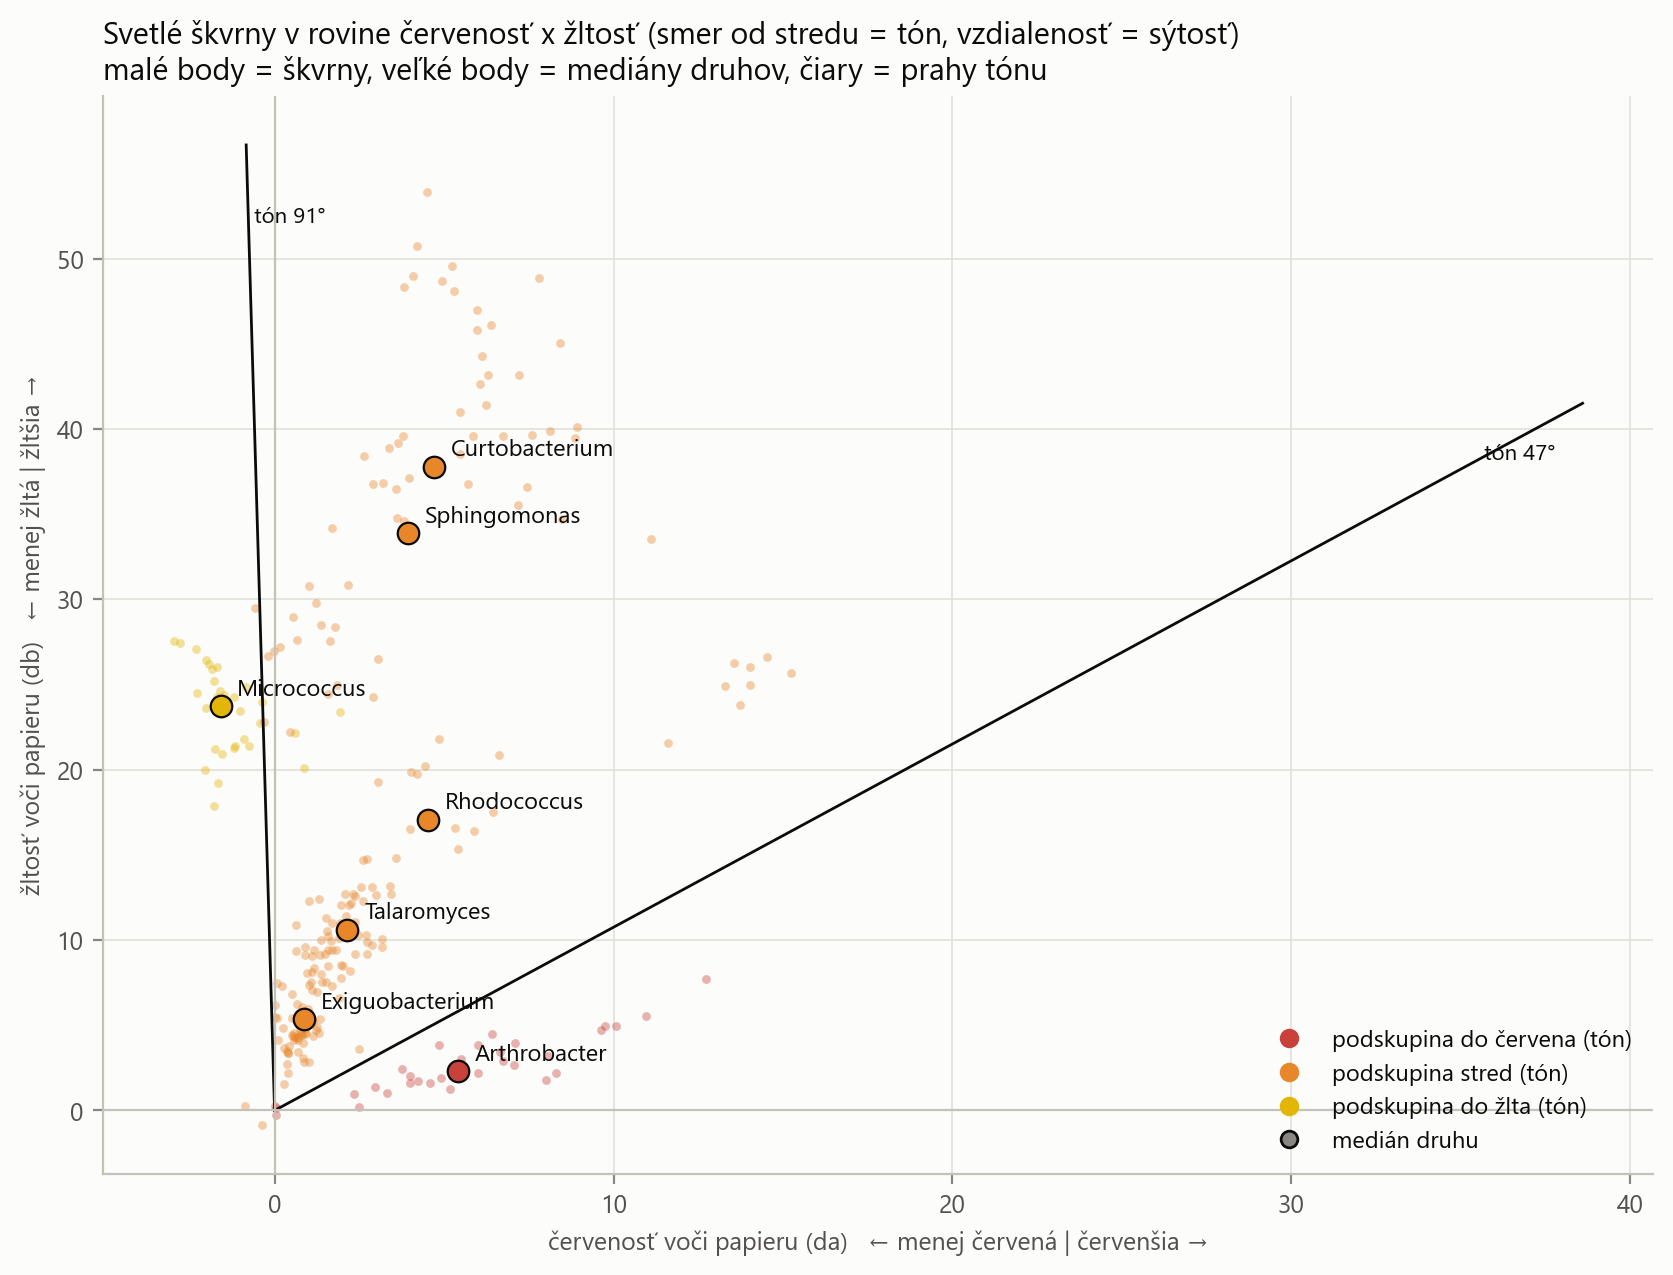 Svetlé škvrny v rovine červenosť x žltosť (smer od stredu = tón, vzdialenosť = sýtosť)
malé body = škvrny, veľké body = mediány druhov, čiary = prahy tónu
tón 91°
50
Curtobacterium
40
tón 47°
Sphingomonas
30
Micrococcus
20
Rhodococcus
Talaromyces
10
Exiguobacterium
Arthrobacter
0
žltosť voči papieru (db) ← menej žltá | žltšia →
podskupina do červena (tón)
podskupina stred (tón)
podskupina do žlta (tón)
medián druhu
0 10 20 30 40
červenosť voči papieru (da) ← menej červená | červenšia →